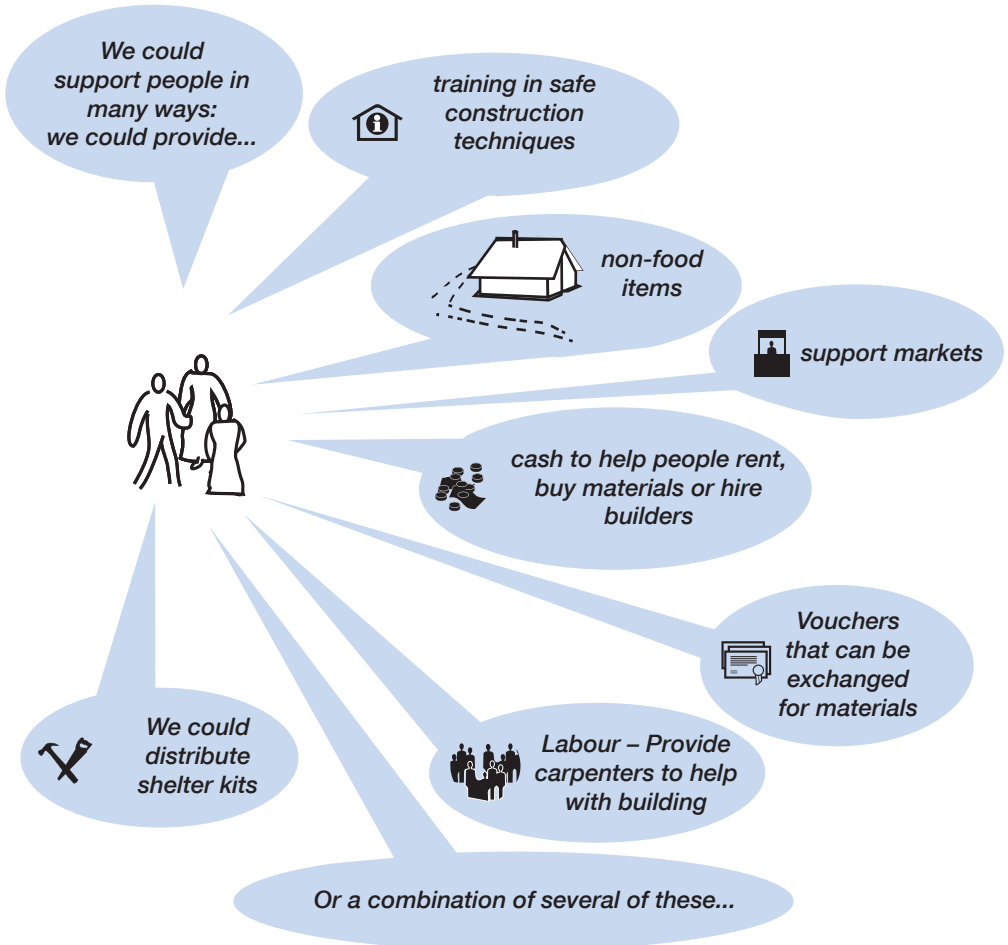 We could
support people in
many ways:
we could provide...
training in safe
construction
techniques
non-food
items
support markets
cash to help people rent,
buy materials or hire
builders
Vouchers
that can be
exchanged
for materials
Labour – Provide
carpenters to help
with building
We could
distribute
shelter kits
Or a combination of several of these...